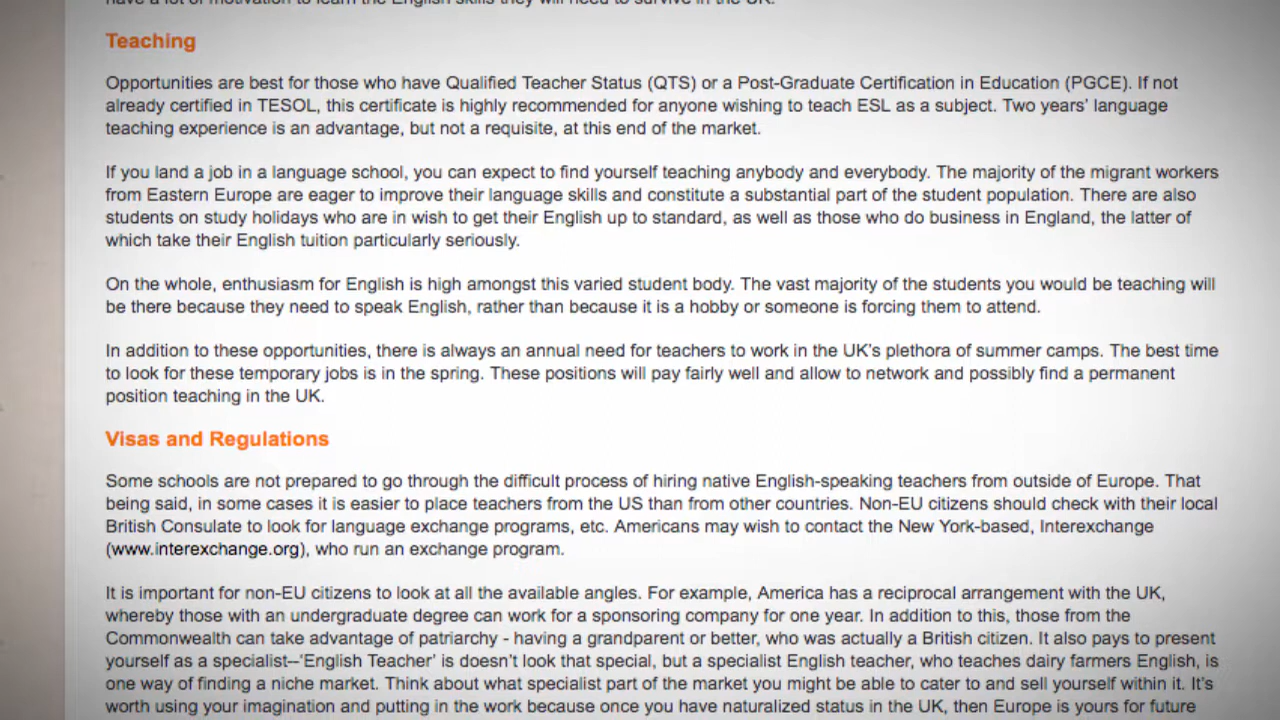 have a lot of motivation to learn the English skills they will need to survive in the UK.
Teaching
Opportunities are best for those who have Qualified Teacher Status (QTS) or a Post-Graduate Certification in Education (PGCE). If not
already certified in TESOL, this certificate is highly recommended for anyone wishing to teach ESL as a subject. Two years’ language
teaching experience is an advantage, but not a requisite, at this end of the market.
If you land a job in a language school, you can expect to find yourself teaching anybody and everybody. The majority of the migrant workers
from Eastern Europe are eager to improve their language skills and constitute a substantial part of the student population. There are also
students on study holidays who are in wish to get their English up to standard, as well as those who do business in England, the latter of
which take their English tuition particularly seriously.
On the whole, enthusiasm for English is high amongst this varied student body. The vast majority of the students you would be teaching will
be there because they need to speak English, rather than because it is a hobby or someone is forcing them to attend.
In addition to these opportunities, there is always an annual need for teachers to work in the UK’s plethora of summer camps. The best time
to look for these temporary jobs is in the spring. These positions will pay fairly well and allow to network and possibly find a permanent
position teaching in the UK.
Visas and Regulations
Some schools are not prepared to go through the difficult process of hiring native English-speaking teachers from outside of Europe. That
being said, in some cases it is easier to place teachers from the US than from other countries. Non-EU citizens should check with their local
British Consulate to look for language exchange programs, etc. Americans may wish to contact the New York-based, Interexchange
(www.interexchange.org), who run an exchange program.
It is important for non-EU citizens to look at all the available angles. For example, America has a reciprocal arrangement with the UK,
whereby those with an undergraduate degree can work for a sponsoring company for one year. In addition to this, those from the
Commonwealth can take advantage of patriarchy - having a grandparent or better, who was actually a British citizen. It also pays to present
yourself as a specialist--‘English Teacher’ is doesn’t look that special, but a specialist English teacher, who teaches dairy farmers English, is
one way of finding a niche market. Think about what specialist part of the market you might be able to cater to and sell yourself within it. It’s
worth using your imagination and putting in the work because once you have naturalized status in the UK, then Europe is yours for future